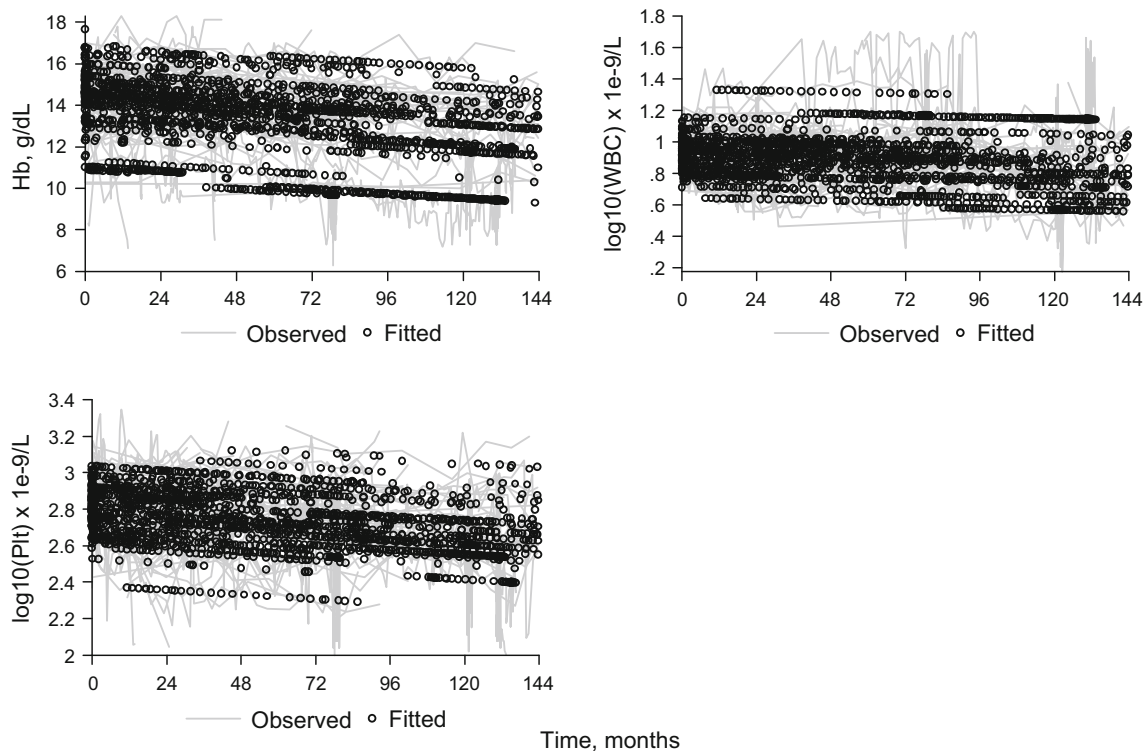 18
16
14
12
10
8
6
Hb, g/dL
0 24 48 72 96 120 144
Observed Fitted
1.8
1.6
1.4
1.2
1
.8
.6
.4
.2
log10(WBC) x 1e-9/L
0 24 48 72 96 120 144
Observed Fitted
3.4
3.2
3
2.8
2.6
2.4
2.2
2
log10(Plt) x 1e-9/L
0 24 48 72 96 120 144
Observed Fitted
Time, months